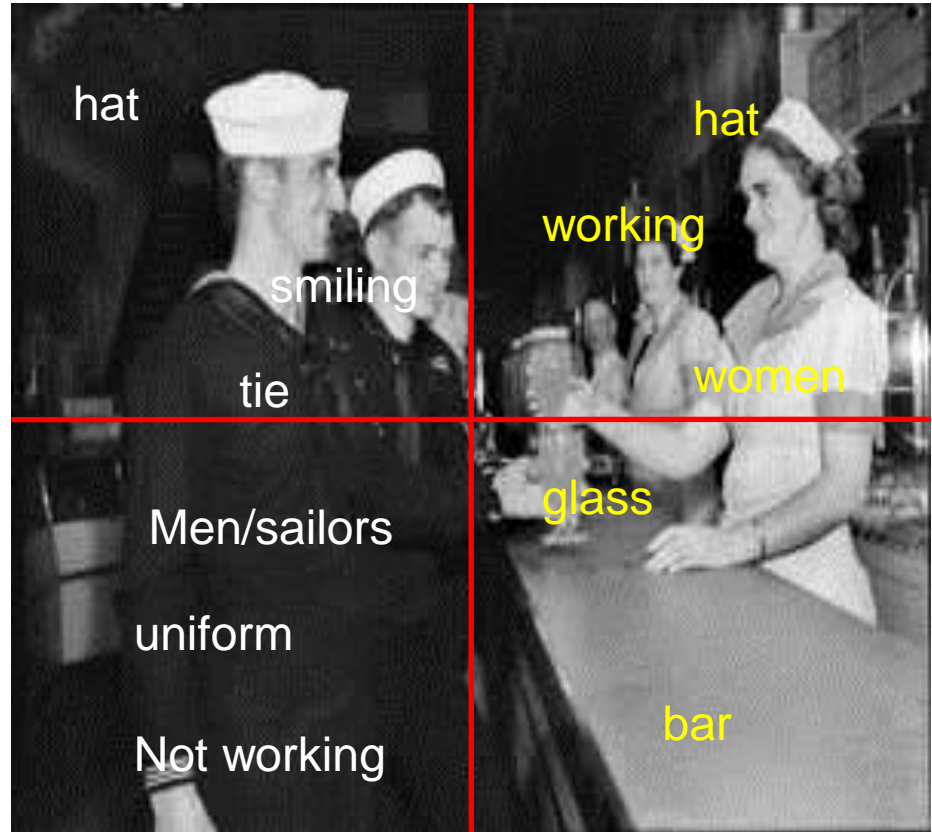 hat
hat
working
smiling
women
tie
glass
Men/sailors
uniform
bar
Not working